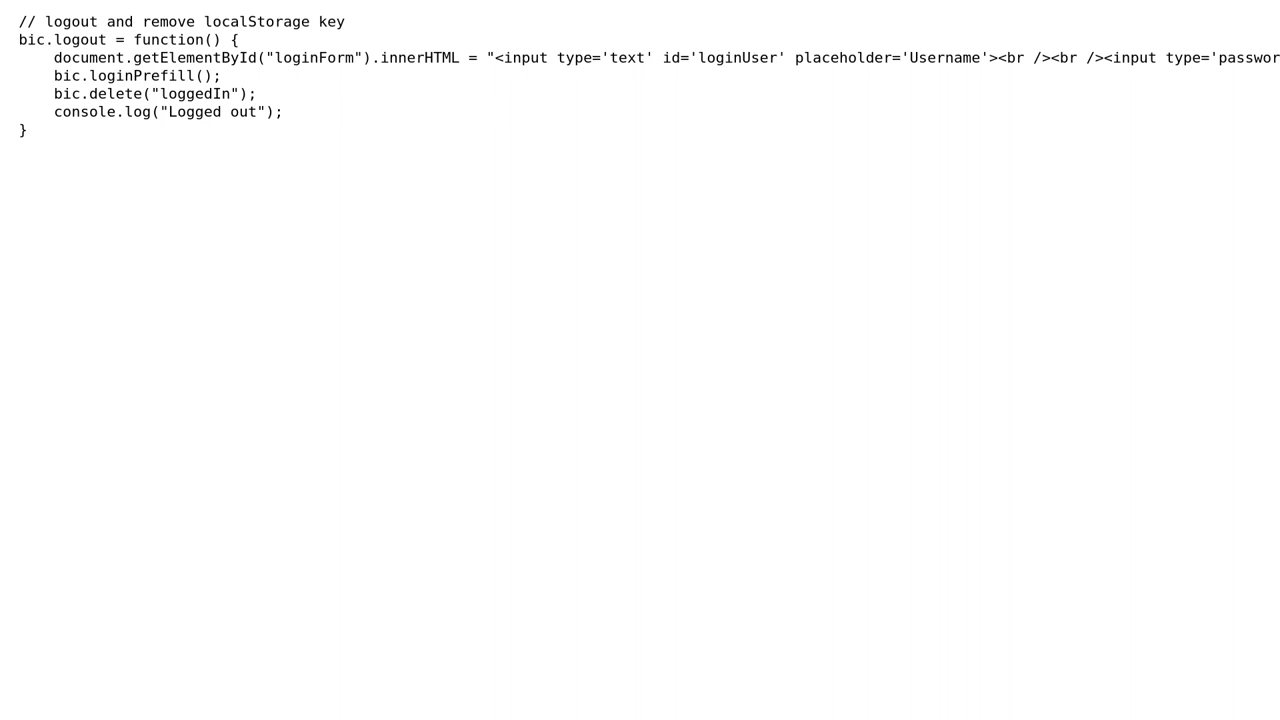 // logout and remove localStorage key
bic.logout = function() {
    document.getElementById("loginForm").innerHTML = "<input type='text' id='loginUser' placeholder='Username'><br /><br /><input type='passwor
    bic.loginPrefill();
    bic.delete("loggedIn");
    console.log("Logged out");
}